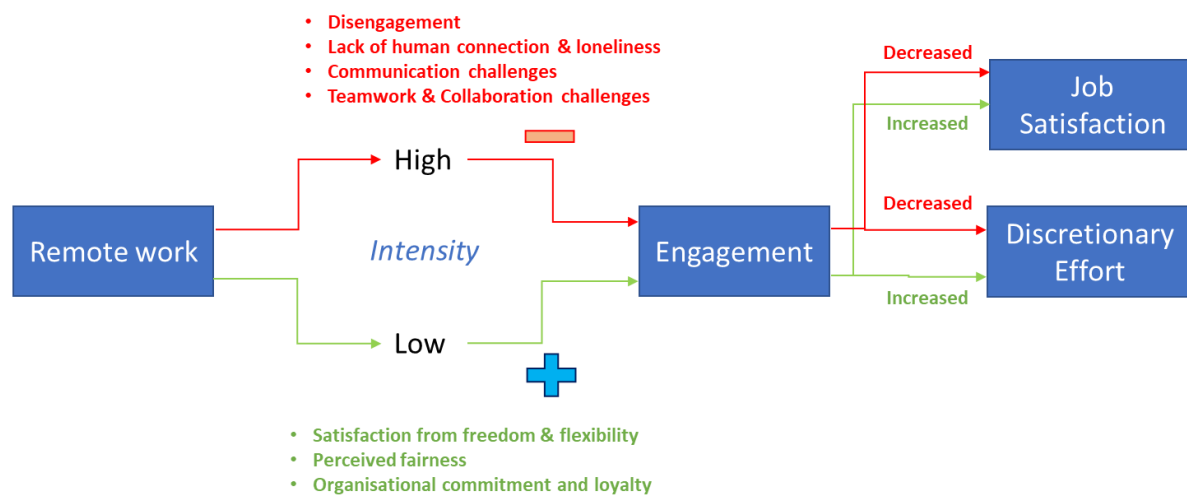 • Disengagement
• Lack of human connection & loneliness
• Communication challenges
• Teamwork & Collaboration challenges
Decreased
Job
Satisfaction
Increased
High
Remote work
Intensity
Engagement
Decreased
Discretionary
Effort
Increased
Low
• Satisfaction from freedom & flexibility
• Perceived fairness
• Organisational commitment and loyalty